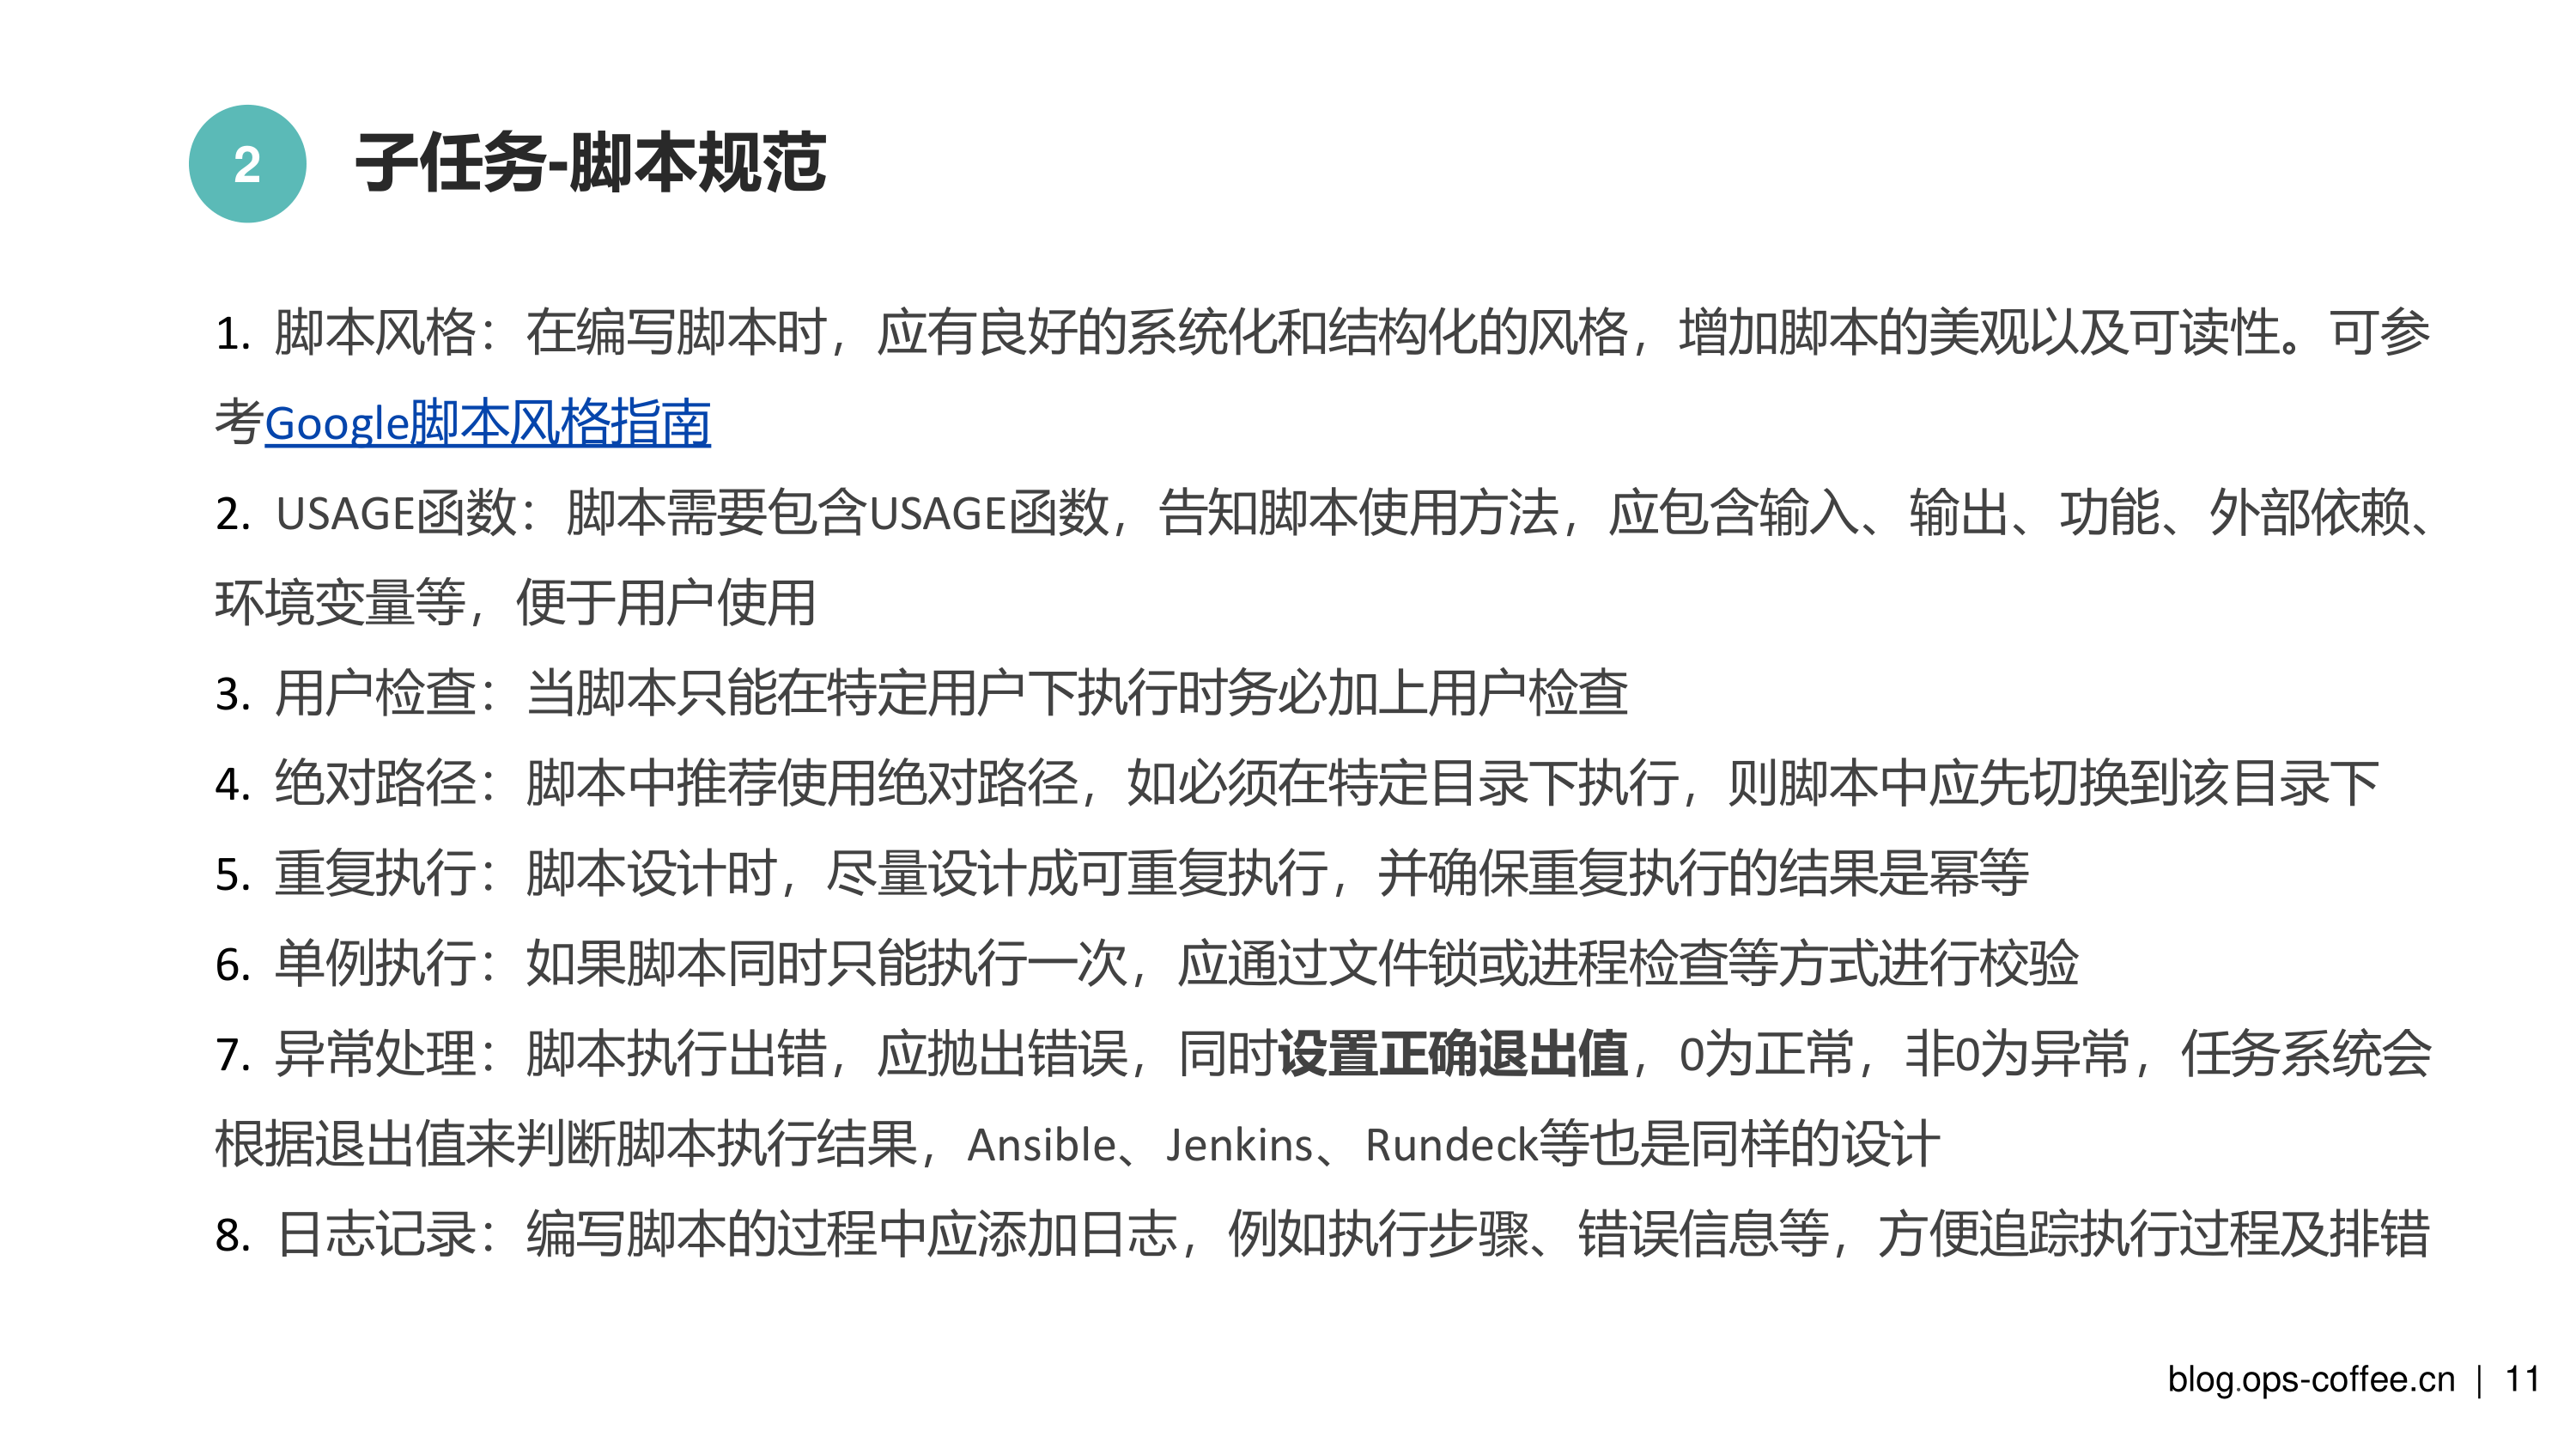 2
子任务-脚本规范
1. 脚本风格：在编写脚本时，应有良好的系统化和结构化的风格，增加脚本的美观以及可读性。可参
考Google脚本风格指南
2. USAGE函数：脚本需要包含USAGE函数，告知脚本使用方法，应包含输入、输出、功能、外部依赖、
环境变量等，便于用户使用
3. 用户检查：当脚本只能在特定用户下执行时务必加上用户检查
4. 绝对路径：脚本中推荐使用绝对路径，如必须在特定目录下执行，则脚本中应先切换到该目录下
5. 重复执行：脚本设计时，尽量设计成可重复执行，并确保重复执行的结果是幂等
6. 单例执行：如果脚本同时只能执行一次，应通过文件锁或进程检查等方式进行校验
7. 异常处理：脚本执行出错，应抛出错误，同时设置正确退出值，0为正常，非0为异常，任务系统会
根据退出值来判断脚本执行结果，Ansible、Jenkins、Rundeck等也是同样的设计
8. 日志记录：编写脚本的过程中应添加日志，例如执行步骤、错误信息等，方便追踪执行过程及排错
blog.ops-coffee.cn | 11